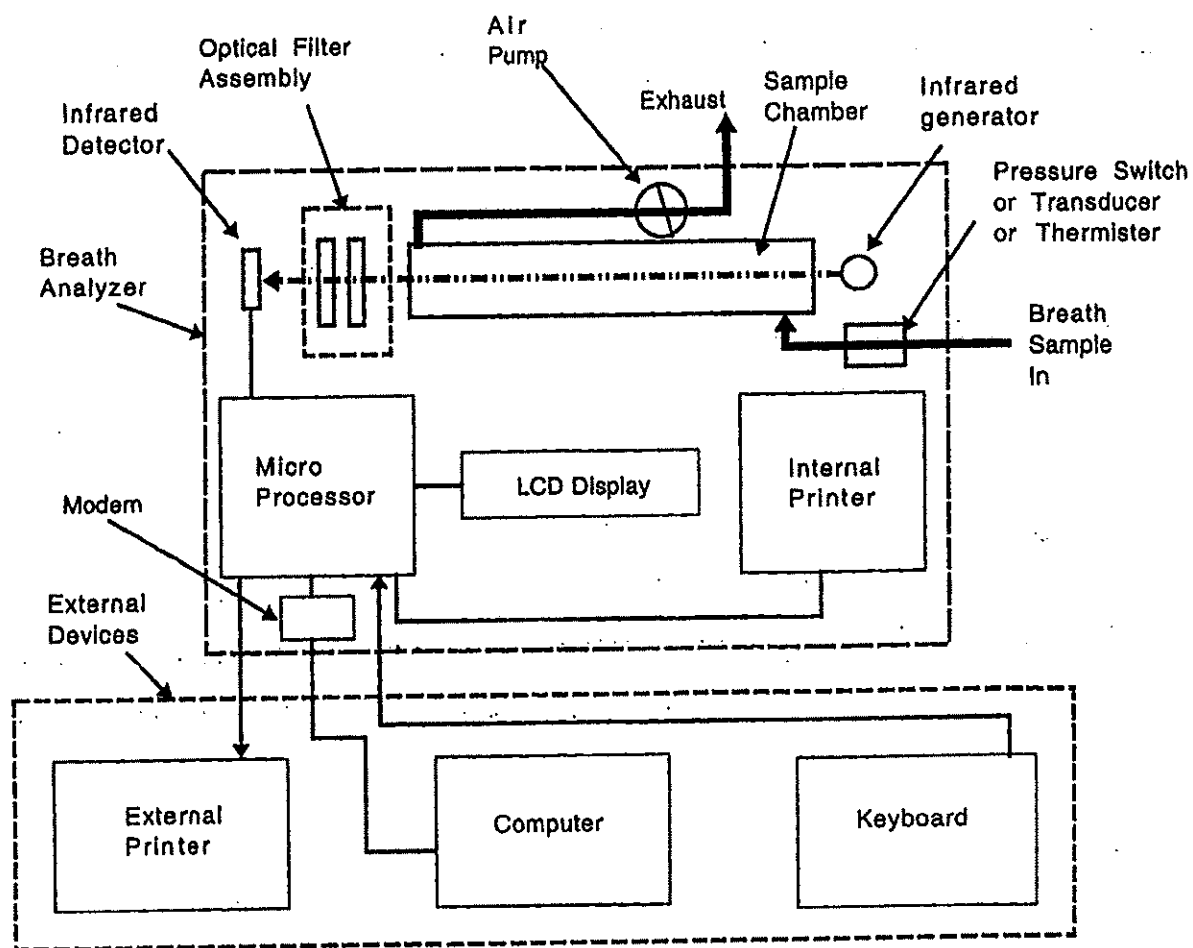 Air
Pump
Optical Filter
Assembly
Exhaust
Sample
Chamber
Infrared
generator
Infrared
Detector
Pressure Switch
or Transducer
or Thermister
Breath
Analyzer
Breath
Sample
In
Micro
Processor
LCD Display
Internal
Printer
Modem
External
Devices
External
Printer
Computer
Keyboard